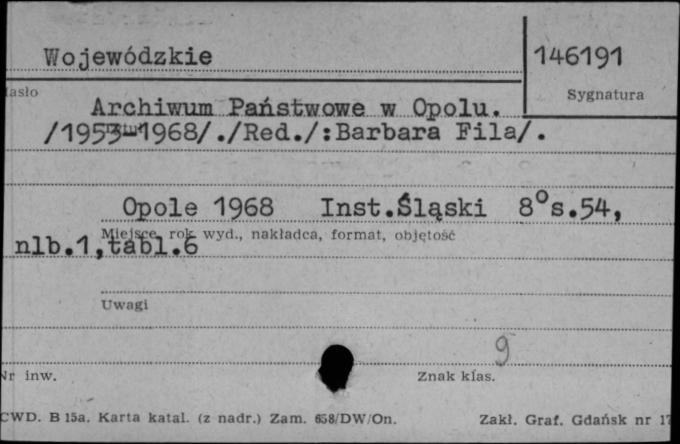 Wojewódzkie
146191
asło
Sygnatura
Archiwum Państwowe w Opolu.
/1953-1968/./Red./:Barbara Fila/.
Opole 1968 Inst.Śląski 8°s.54,
Miejsce, rok wyd., nakładca, format, objętość
nlb.1,tabl.6
Uwagi
9
Nr inw.
Znak klas.
CWD. B 15a. Karta katal. (z nadr.) Zam. 658/DW/On.
Zakł. Graf. Gdańsk nr 17